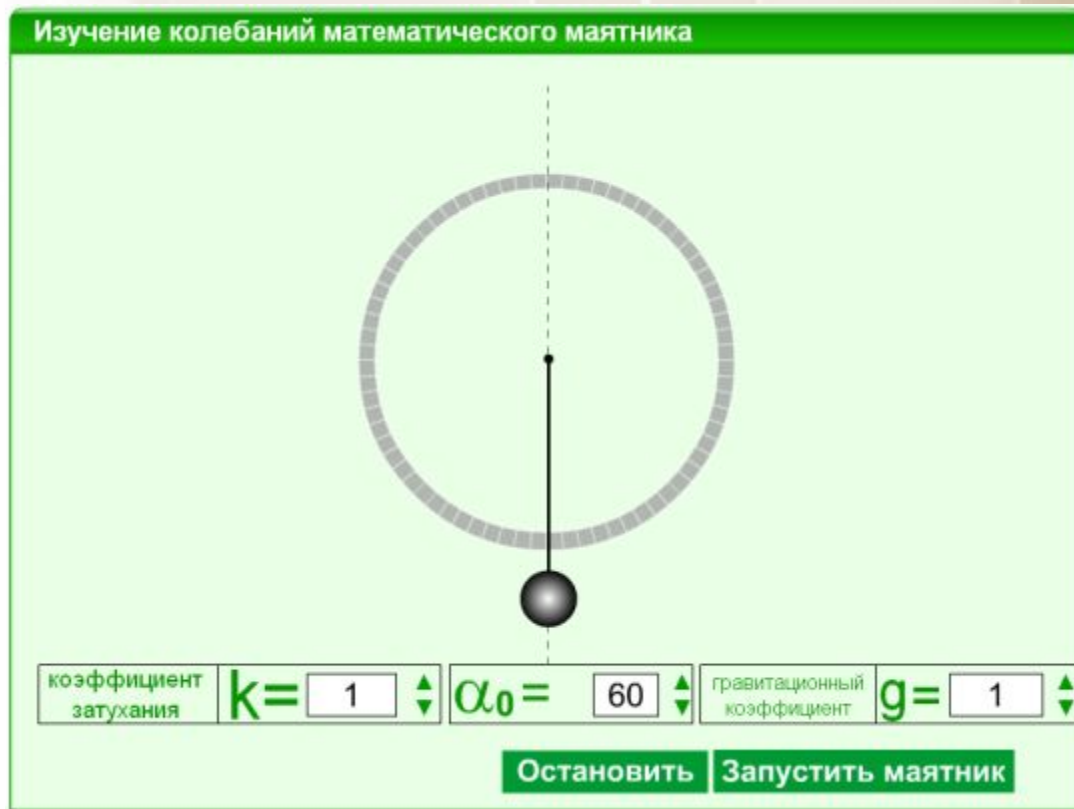 Изучение колебаний математического маятника
коэффициент
затухания
k= 1
α₀ = 60
гравитационный
коэффициент
g= 1
Остановить
Запустить маятник